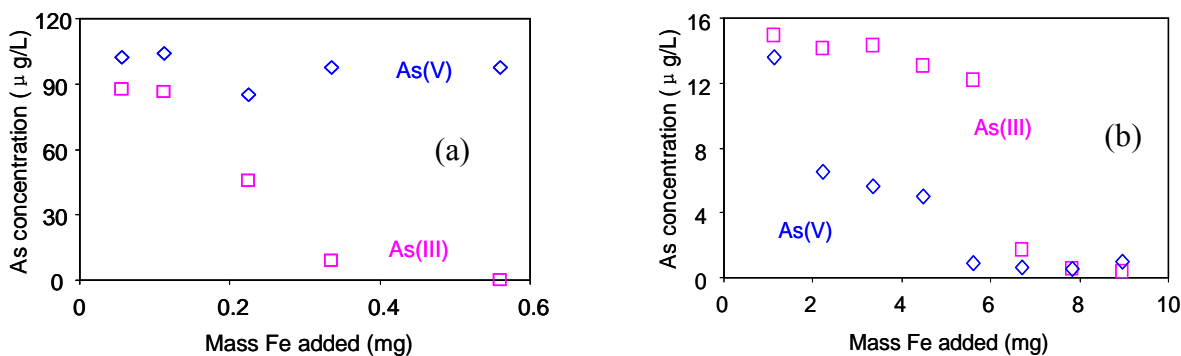 120
90
60
30
0
As concentration ( μ g/L)
As(V)
As(III)
(a)
0 0.2 0.4 0.6
Mass Fe added (mg)
16
12
8
4
0
As concentration ( μ g/L)
As(III)
As(V)
(b)
0 2 4 6 8 10
Mass Fe added (mg)